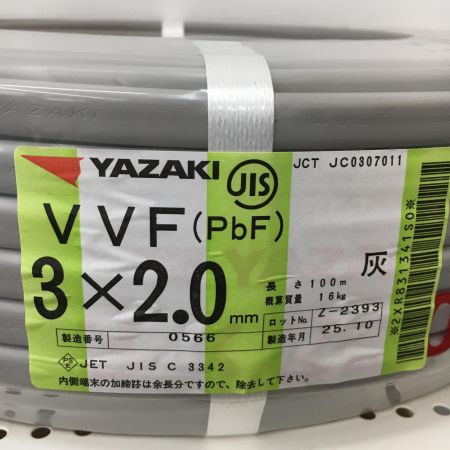 YAZAKI
YAZAKI JIS JCT JC0307011
VVF(PbF)
3×2.0mm
灰
長さ 100m
概算質量 16kg
ロットNo. Z-2393
製造番号 0566
製造年月 25.10
PSE JET JIS C 3342
内側端末の加締跡は余長分ですので、除去して下さい。
※2XR831341S0※